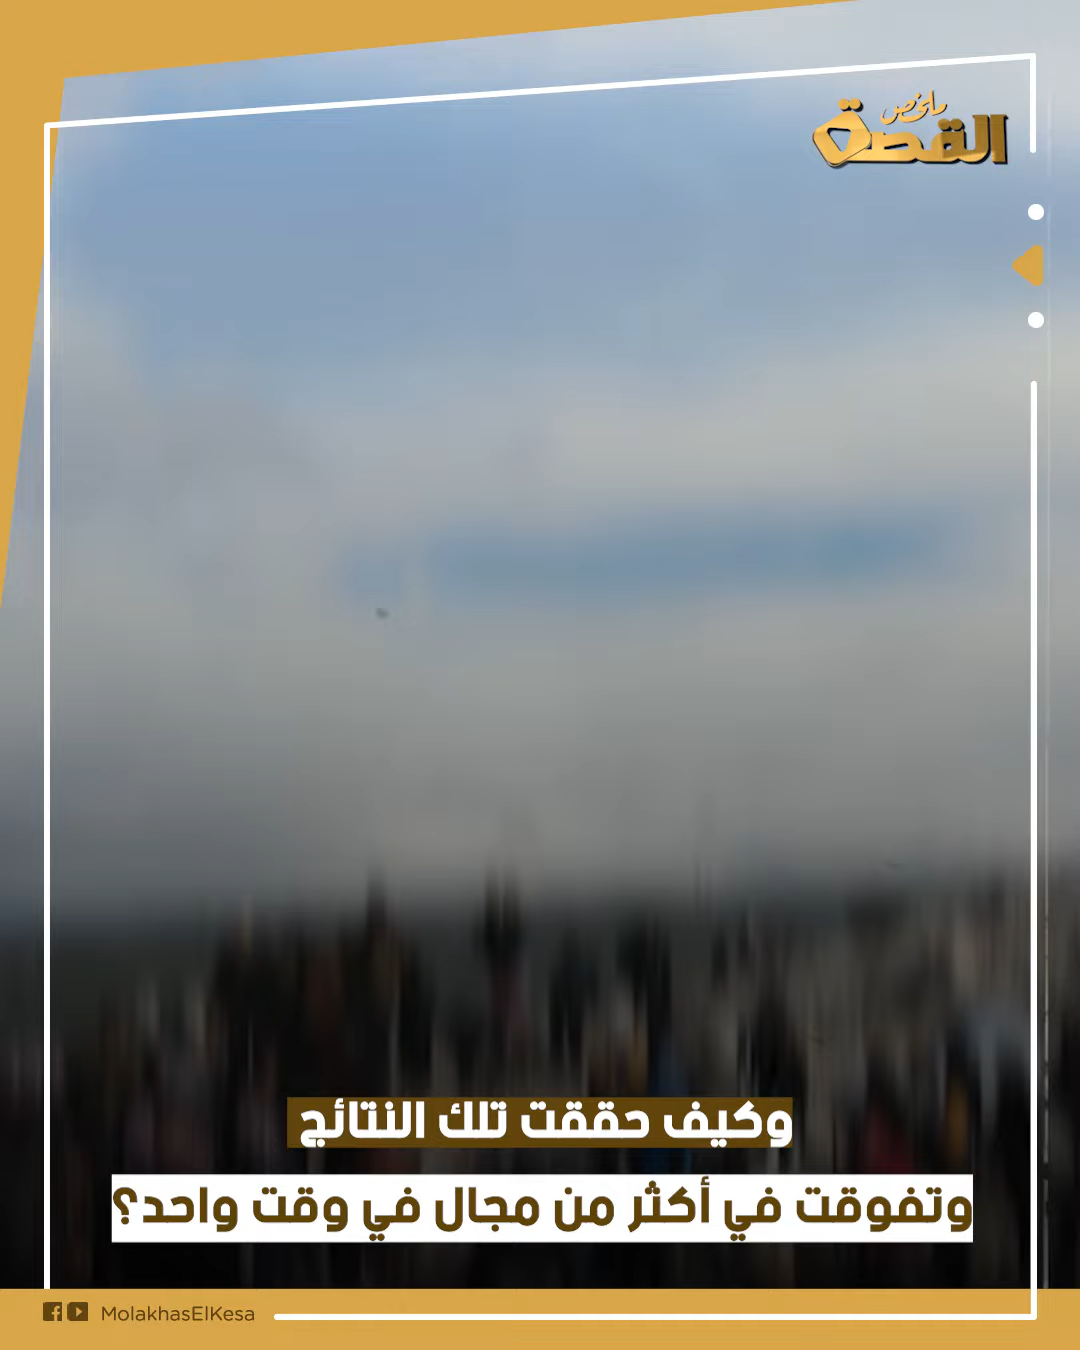 ملخص
القصة
وكيف حققت تلك النتائج
وتفوقت في أكثر من مجال في وقت واحد؟
MolakhasElKesa